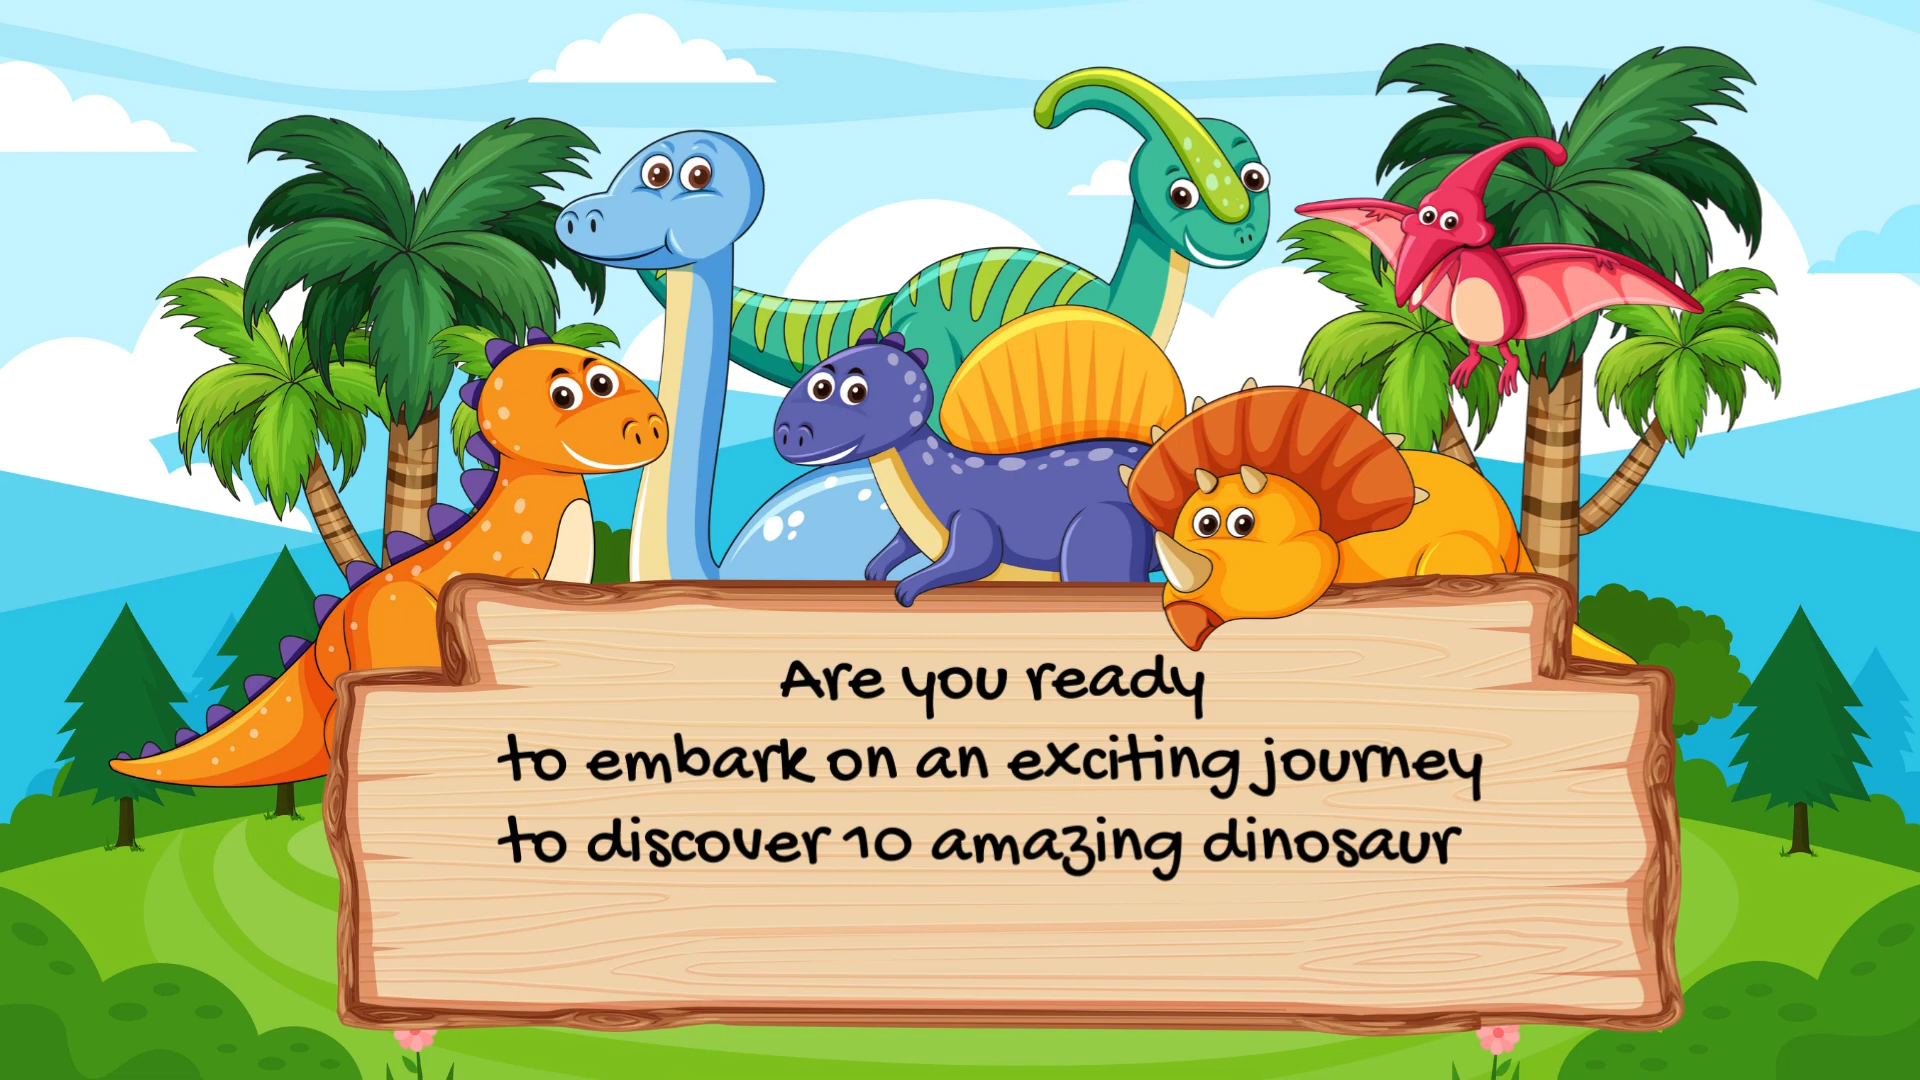 Are you ready
to embark on an exciting journey
to discover 10 amazing dinosaur